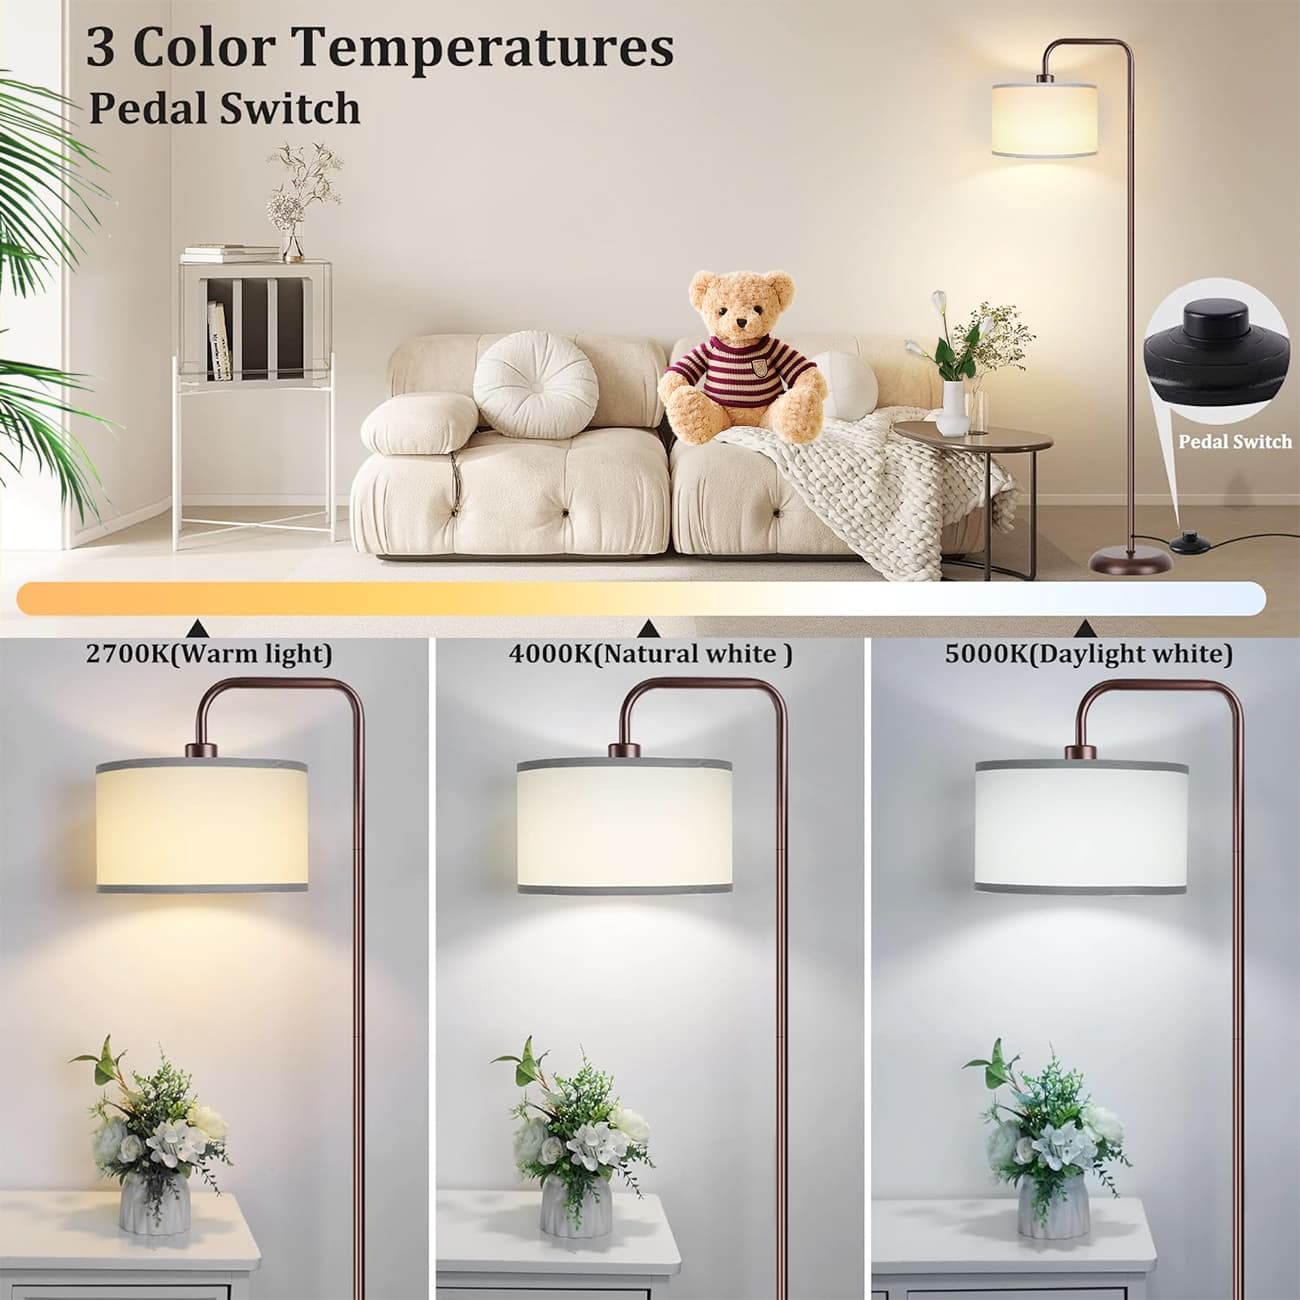 3 Color Temperatures
Pedal Switch
Pedal Switch
2700K(Warm light)
4000K(Natural white )
5000K(Daylight white)